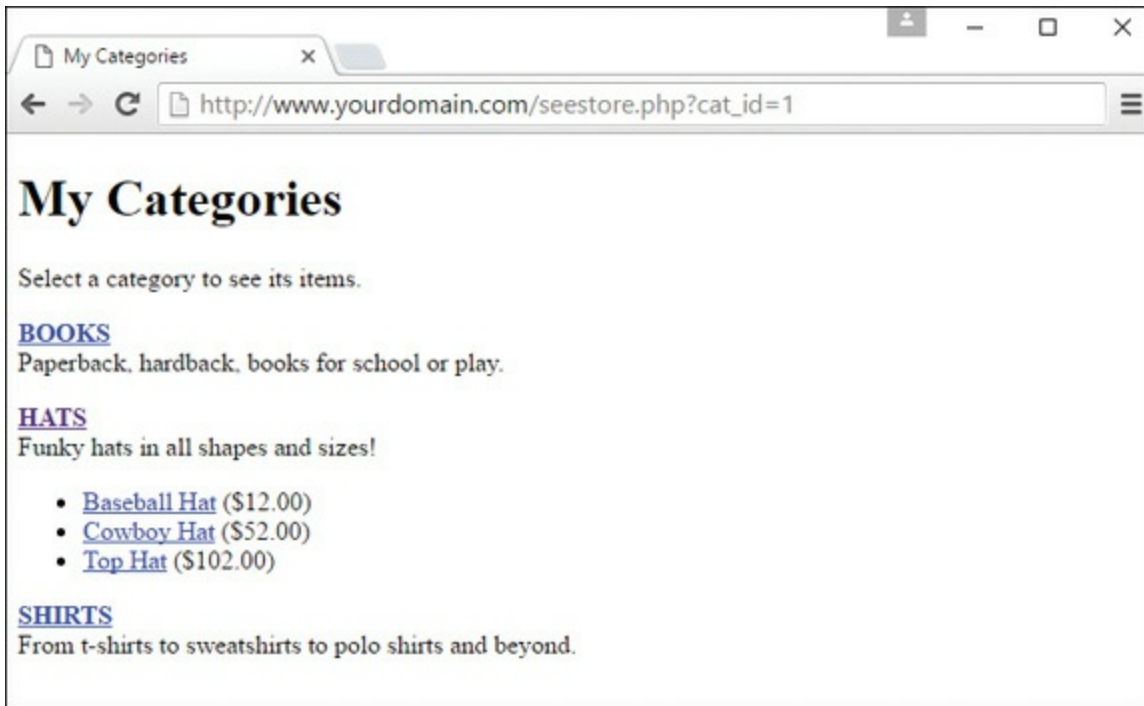 My Categories
http://www.yourdomain.com/seestore.php?cat_id=1
My Categories
Select a category to see its items.
BOOKS
Paperback, hardback, books for school or play.
HATS
Funky hats in all shapes and sizes!
• Baseball Hat ($12.00)
• Cowboy Hat ($52.00)
• Top Hat ($102.00)
SHIRTS
From t-shirts to sweatshirts to polo shirts and beyond.